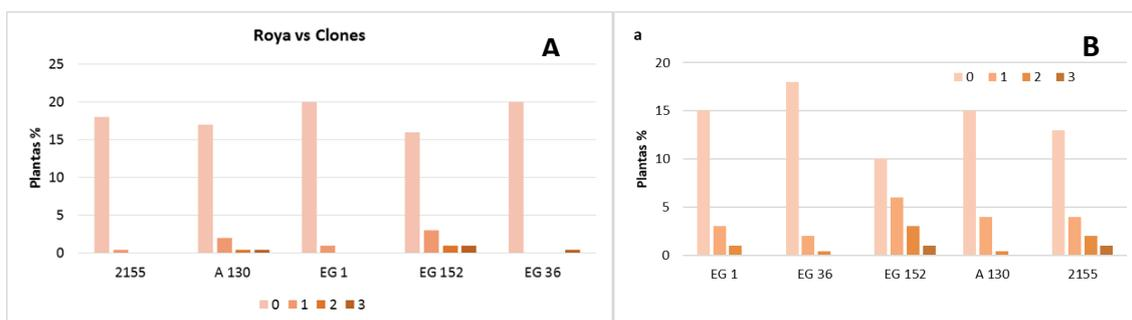 Roya vs Clones
A
25
20
15
10
5
0
Plantas %
2155 A 130 EG 1 EG 152 EG 36
0 1 2 3
a
B
0 1 2 3
20
15
10
5
0
Plantas %
EG 1 EG 36 EG 152 A 130 2155